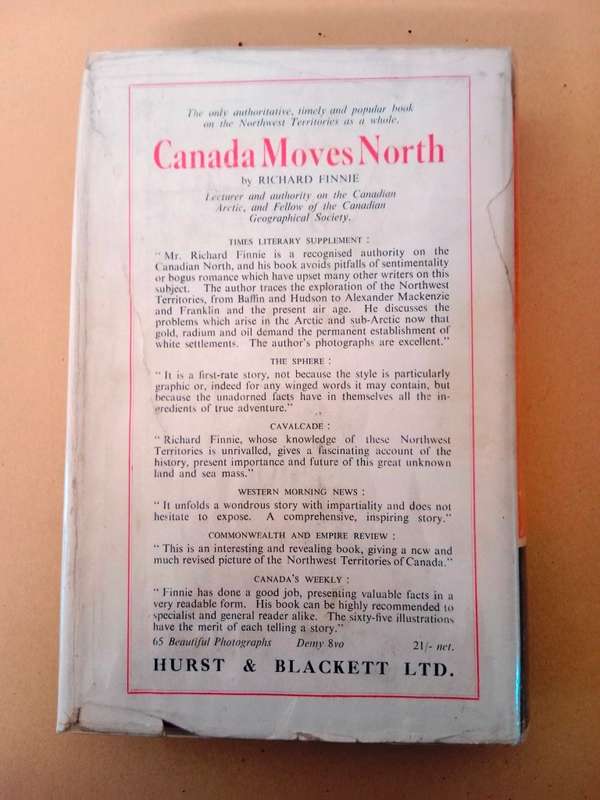 The only authoritative, timely and popular book
on the Northwest Territories as a whole.
Canada Moves North
by RICHARD FINNIE
Lecturer and authority on the Canadian
Arctic, and Fellow of the Canadian
Geographical Society.
TIMES LITERARY SUPPLEMENT :
"Mr. Richard Finnie is a recognised authority on the
Canadian North, and his book avoids pitfalls of sentimentality
or bogus romance which have upset many other writers on this
subject. The author traces the exploration of the Northwest
Territories, from Baffin and Hudson to Alexander Mackenzie
and Franklin and the present air age. He discusses the
problems which arise in the Arctic and sub-Arctic now that
gold, radium and oil demand the permanent establishment of
white settlements. The author's photographs are excellent."
THE SPHERE :
"It is a first-rate story, not because the style is particularly
graphic or, indeed for any winged words it may contain, but
because the unadorned facts have in themselves all the in-
gredients of true adventure."
CAVALCADE :
"Richard Finnie, whose knowledge of these Northwest
Territories is unrivalled, gives a fascinating account of the
history, present importance and future of this great unknown
land and sea mass."
WESTERN MORNING NEWS :
"It unfolds a wondrous story with impartiality and does not
hesitate to expose. A comprehensive, inspiring story."
COMMONWEALTH AND EMPIRE REVIEW :
"This is an interesting and revealing book, giving a new and
much revised picture of the Northwest Territories of Canada."
CANADA'S WEEKLY :
"Finnie has done a good job, presenting valuable facts in a
very readable form. His book can be highly recommended to
specialist and general reader alike. The sixty-five illustrations
have the merit of each telling a story."
65 Beautiful Photographs Demy 8vo 21/- net.
HURST & BLACKETT LTD.